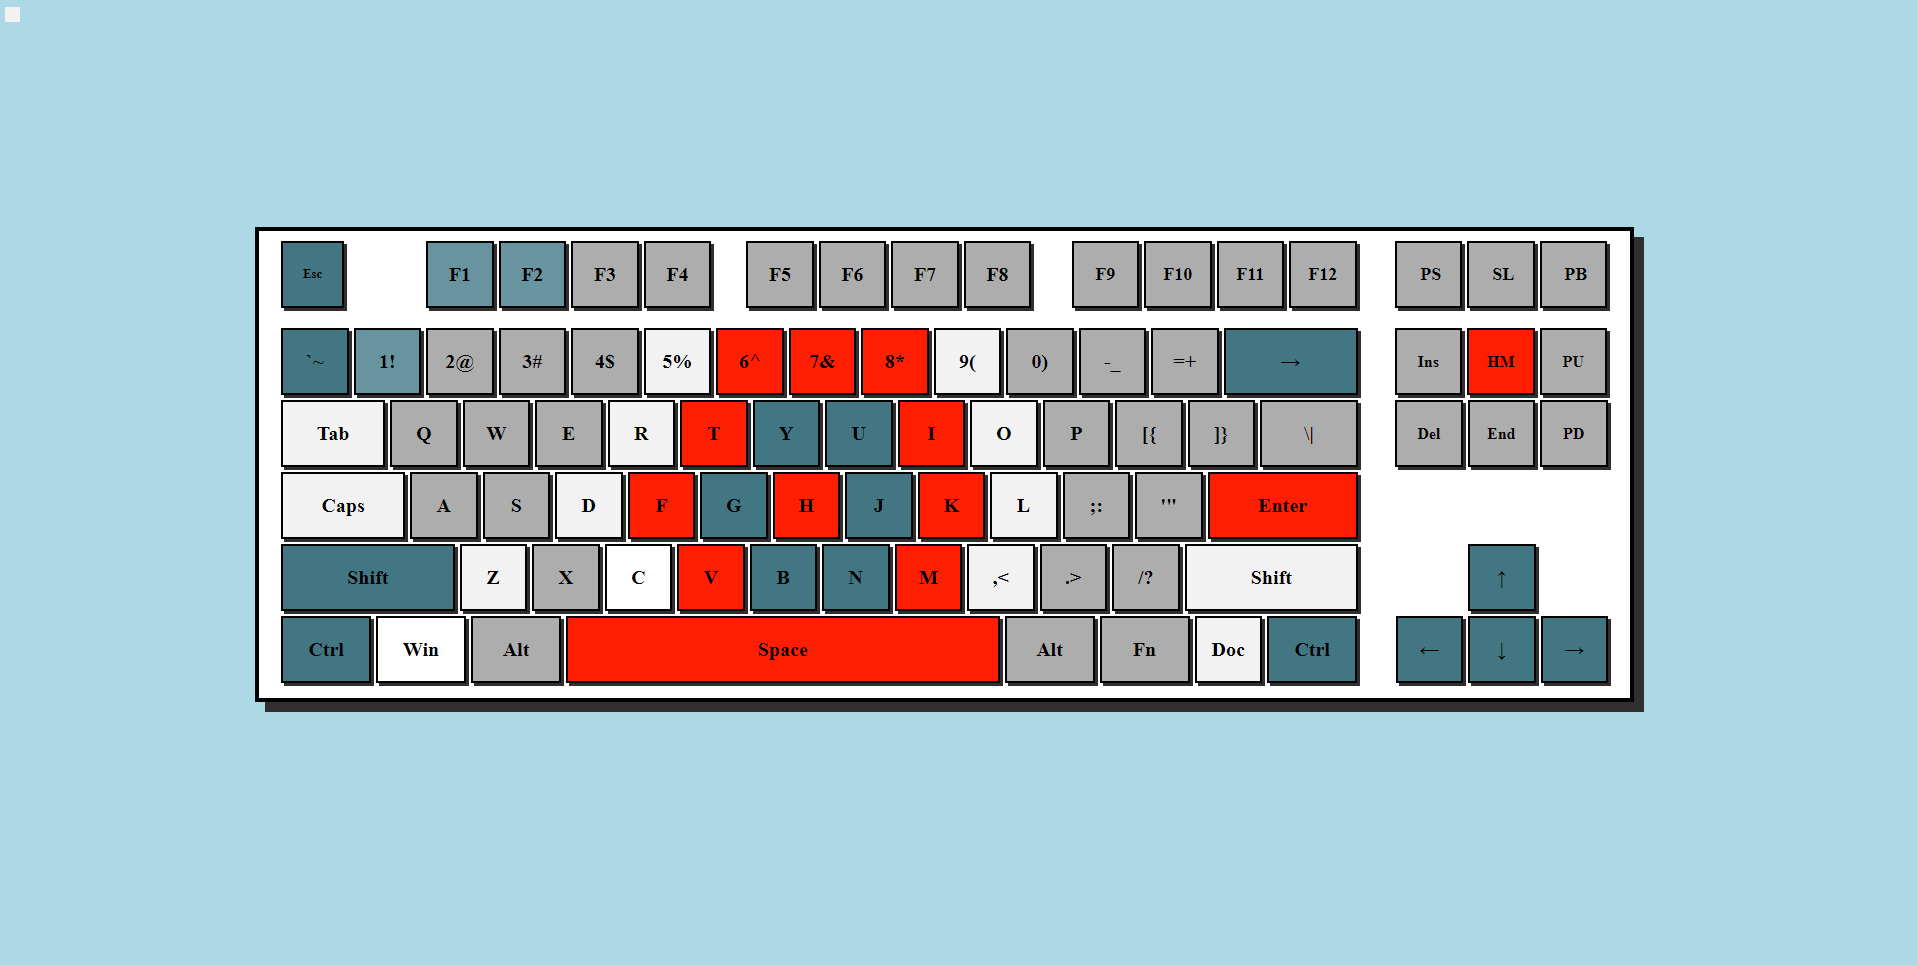 Esc F1 F2 F3 F4 F5 F6 F7 F8 F9 F10 F11 F12 PS SL PB
`~ 1! 2@ 3# 4$ 5% 6^ 7& 8* 9( 0) -_ =+ → Ins HM PU
Tab Q W E R T Y U I O P [{ ]} \| Del End PD
Caps A S D F G H J K L ;: '" Enter
Shift Z X C V B N M ,< .> /? Shift ↑
Ctrl Win Alt Space Alt Fn Doc Ctrl ← ↓ →